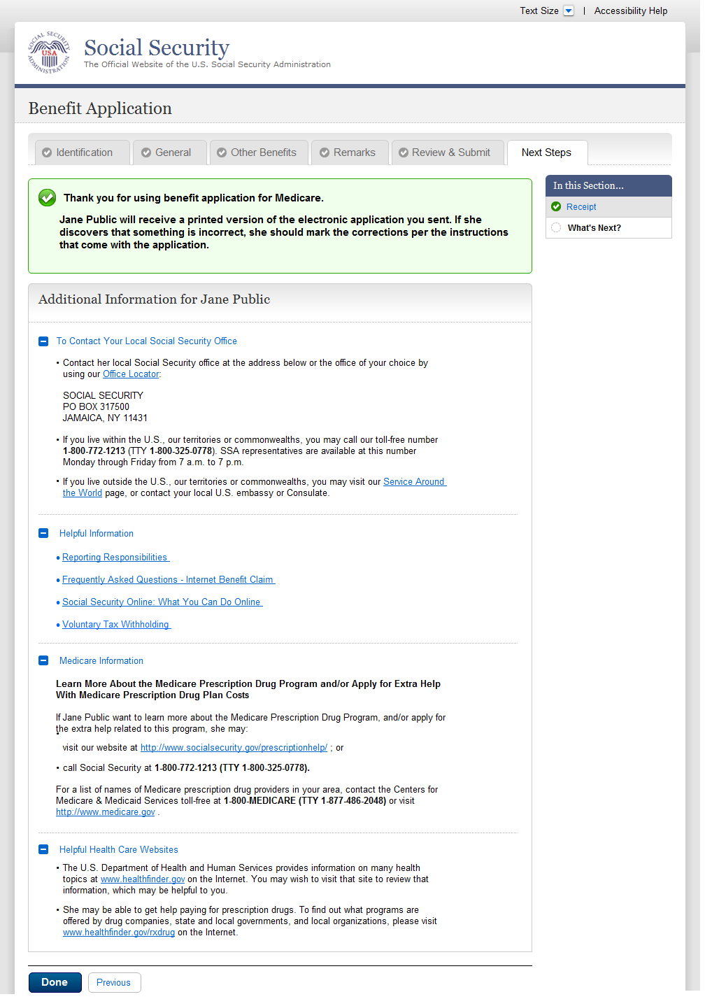 Text Size | Accessibility Help
SOCIAL SECURITY ADMINISTRATION
USA
Social Security
The Official Website of the U.S. Social Security Administration
Benefit Application
Identification General Other Benefits Remarks Review & Submit Next Steps
Thank you for using benefit application for Medicare.
Jane Public will receive a printed version of the electronic application you sent. If she
discovers that something is incorrect, she should mark the corrections per the instructions
that come with the application.
In this Section...
Receipt
What's Next?
Additional Information for Jane Public
To Contact Your Local Social Security Office
• Contact her local Social Security office at the address below or the office of your choice by
using our Office Locator:
SOCIAL SECURITY
PO BOX 317500
JAMAICA, NY 11431
• If you live within the U.S., our territories or commonwealths, you may call our toll-free number
1-800-772-1213 (TTY 1-800-325-0778). SSA representatives are available at this number
Monday through Friday from 7 a.m. to 7 p.m.
• If you live outside the U.S., our territories or commonwealths, you may visit our Service Around
the World page, or contact your local U.S. embassy or Consulate.
Helpful Information
• Reporting Responsibilities
• Frequently Asked Questions - Internet Benefit Claim
• Social Security Online: What You Can Do Online
• Voluntary Tax Withholding
Medicare Information
Learn More About the Medicare Prescription Drug Program and/or Apply for Extra Help
With Medicare Prescription Drug Plan Costs
If Jane Public want to learn more about the Medicare Prescription Drug Program, and/or apply for
the extra help related to this program, she may:
• visit our website at http://www.socialsecurity.gov/prescriptionhelp/ ; or
• call Social Security at 1-800-772-1213 (TTY 1-800-325-0778).
For a list of names of Medicare prescription drug providers in your area, contact the Centers for
Medicare & Medicaid Services toll-free at 1-800-MEDICARE (TTY 1-877-486-2048) or visit
http://www.medicare.gov .
Helpful Health Care Websites
• The U.S. Department of Health and Human Services provides information on many health
topics at www.healthfinder.gov on the Internet. You may wish to visit that site to review that
information, which may be helpful to you.
• She may be able to get help paying for prescription drugs. To find out what programs are
offered by drug companies, state and local governments, and local organizations, please visit
www.healthfinder.gov/rxdrug on the Internet.
Done Previous